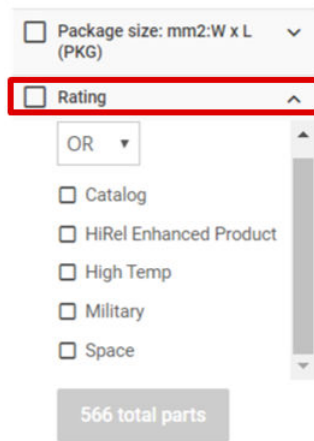 Package size: mm2:W x L
(PKG)
Rating
OR
Catalog
HiRel Enhanced Product
High Temp
Military
Space
566 total parts